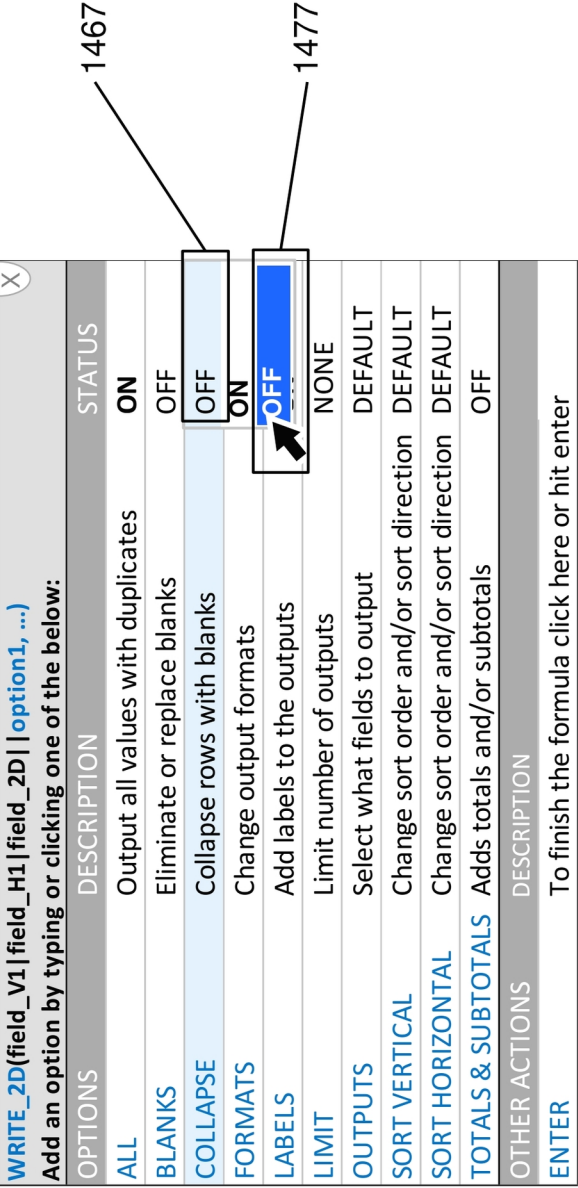 WRITE_2D(field_V1|field_H1|field_2D||option1, ...)
X
Add an option by typing or clicking one of the below:
OPTIONS DESCRIPTION STATUS
ALL Output all values with duplicates ON
BLANKS Eliminate or replace blanks OFF
COLLAPSE Collapse rows with blanks OFF
FORMATS Change output formats ON
LABELS Add labels to the outputs OFF
LIMIT Limit number of outputs NONE
OUTPUTS Select what fields to output DEFAULT
SORT VERTICAL Change sort order and/or sort direction DEFAULT
SORT HORIZONTAL Change sort order and/or sort direction DEFAULT
TOTALS & SUBTOTALS Adds totals and/or subtotals OFF
OTHER ACTIONS DESCRIPTION
ENTER To finish the formula click here or hit enter
1467
1477